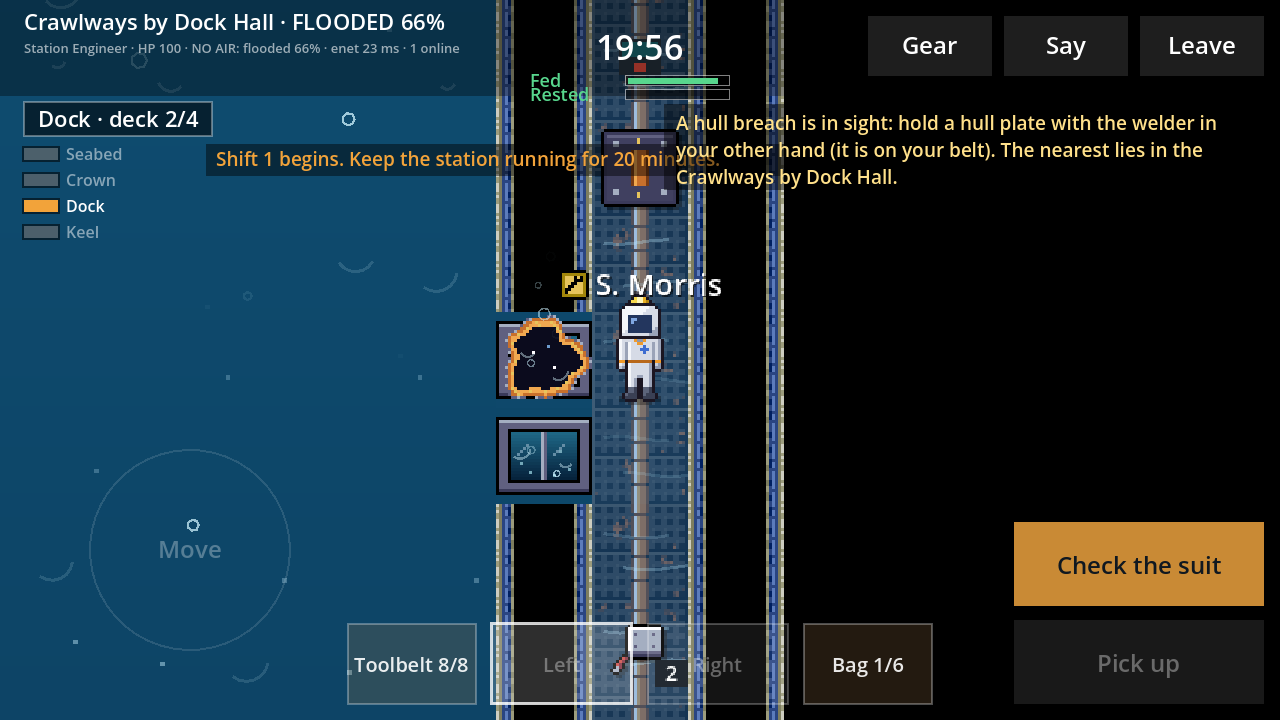 Crawlways by Dock Hall · FLOODED 66%
Station Engineer · HP 100 · NO AIR: flooded 66% · enet 23 ms · 1 online
19:56
Gear
Say
Leave
Fed
Rested
Dock · deck 2/4
Seabed
Crown
Dock
Keel
Shift 1 begins. Keep the station running for 20 minutes.
A hull breach is in sight: hold a hull plate with the welder in
your other hand (it is on your belt). The nearest lies in the
Crawlways by Dock Hall.
S. Morris
Move
Check the suit
Toolbelt 8/8
Left
2
Right
Bag 1/6
Pick up